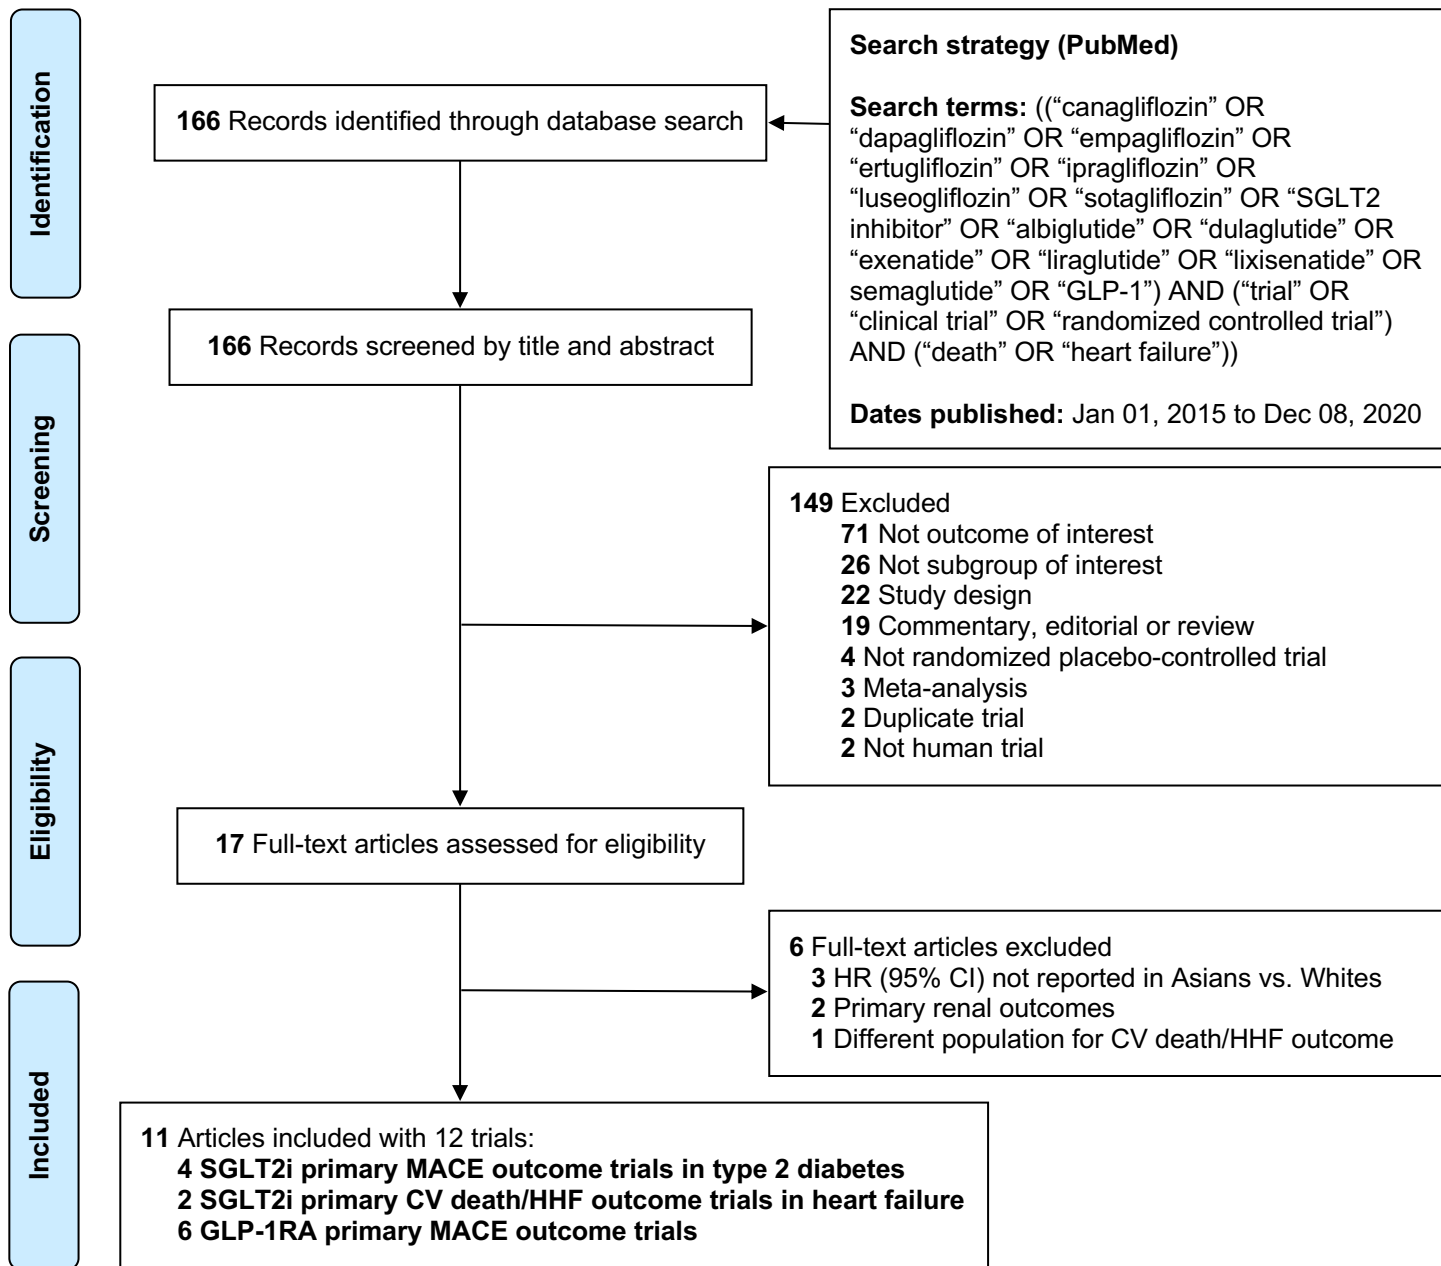 Identification
166 Records identified through database search
Search strategy (PubMed)
Search terms: ((“canagliflozin” OR
“dapagliflozin” OR “empagliflozin” OR
“ertugliflozin” OR “ipragliflozin” OR
“luseogliflozin” OR “sotagliflozin” OR “SGLT2
inhibitor” OR “albiglutide” OR “dulaglutide” OR
“exenatide” OR “liraglutide” OR “lixisenatide” OR
semaglutide” OR “GLP-1”) AND (“trial” OR
“clinical trial” OR “randomized controlled trial”)
AND (“death” OR “heart failure”))
Dates published: Jan 01, 2015 to Dec 08, 2020
Screening
166 Records screened by title and abstract
149 Excluded
71 Not outcome of interest
26 Not subgroup of interest
22 Study design
19 Commentary, editorial or review
4 Not randomized placebo-controlled trial
3 Meta-analysis
2 Duplicate trial
2 Not human trial
Eligibility
17 Full-text articles assessed for eligibility
6 Full-text articles excluded
3 HR (95% CI) not reported in Asians vs. Whites
2 Primary renal outcomes
1 Different population for CV death/HHF outcome
Included
11 Articles included with 12 trials:
4 SGLT2i primary MACE outcome trials in type 2 diabetes
2 SGLT2i primary CV death/HHF outcome trials in heart failure
6 GLP-1RA primary MACE outcome trials